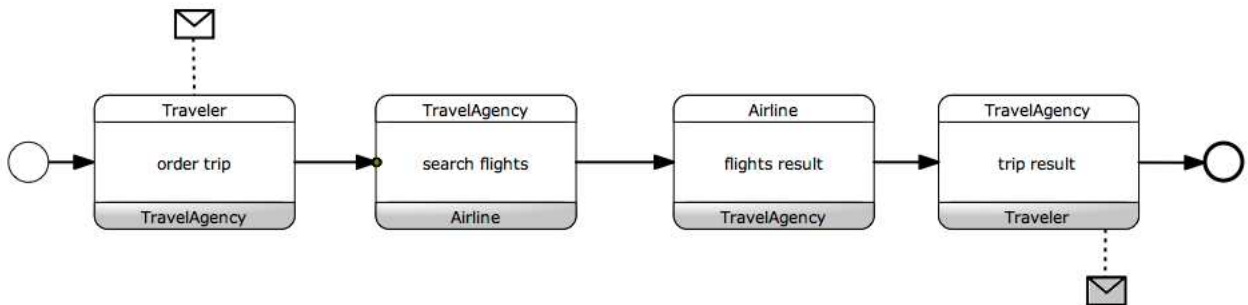 Traveler
order trip
TravelAgency
TravelAgency
search flights
Airline
Airline
flights result
TravelAgency
TravelAgency
trip result
Traveler